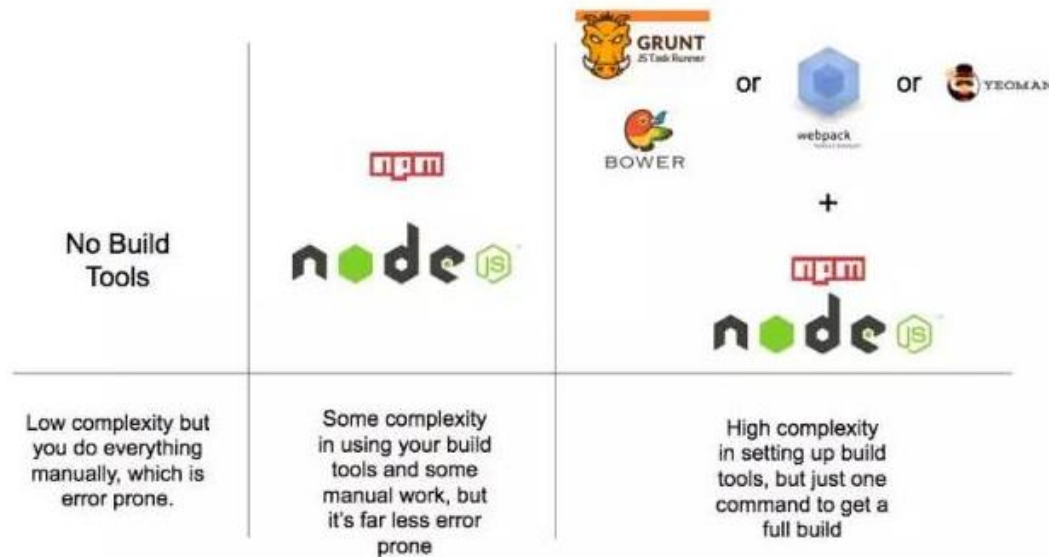 GRUNT
JS Task Runner
or
webpack
or
YEOMAN
BOWER
+
npm
node JS
npm
node JS
No Build
Tools
Low complexity but
you do everything
manually, which is
error prone.
Some complexity
in using your build
tools and some
manual work, but
it's far less error
prone
High complexity
in setting up build
tools, but just one
command to get a
full build